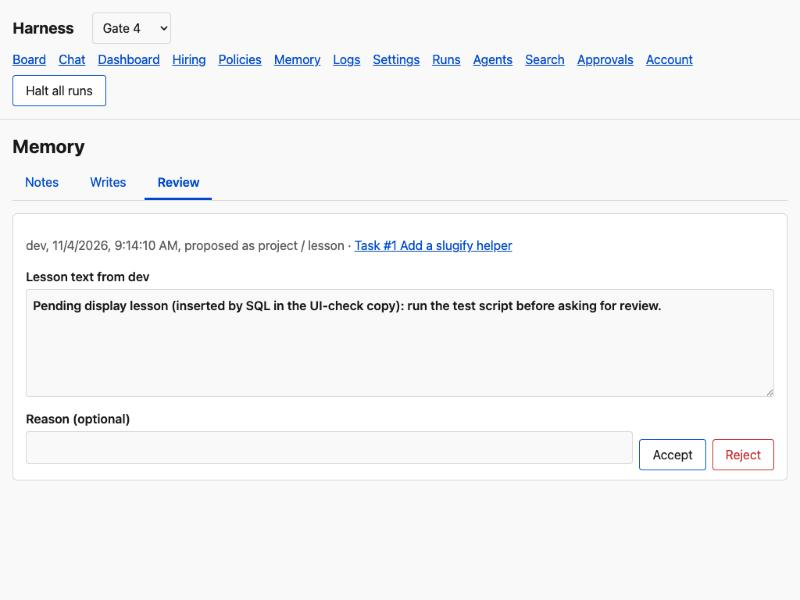 Harness Gate 4
Board Chat Dashboard Hiring Policies Memory Logs Settings Runs Agents Search Approvals Account
Halt all runs
Memory
Notes Writes Review
dev, 11/4/2026, 9:14:10 AM, proposed as project / lesson · Task #1 Add a slugify helper
Lesson text from dev
Pending display lesson (inserted by SQL in the UI-check copy): run the test script before asking for review.
Reason (optional)
Accept Reject